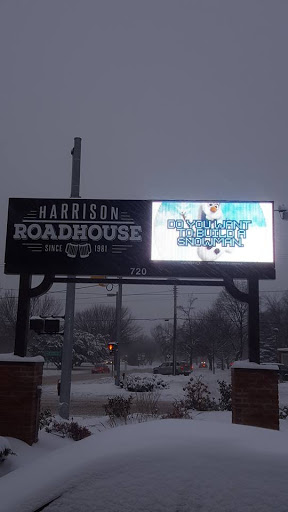 HARRISON
ROADHOUSE
SINCE 1981
DO YOU WANT
TO BUILD A
SNOWMAN.
720